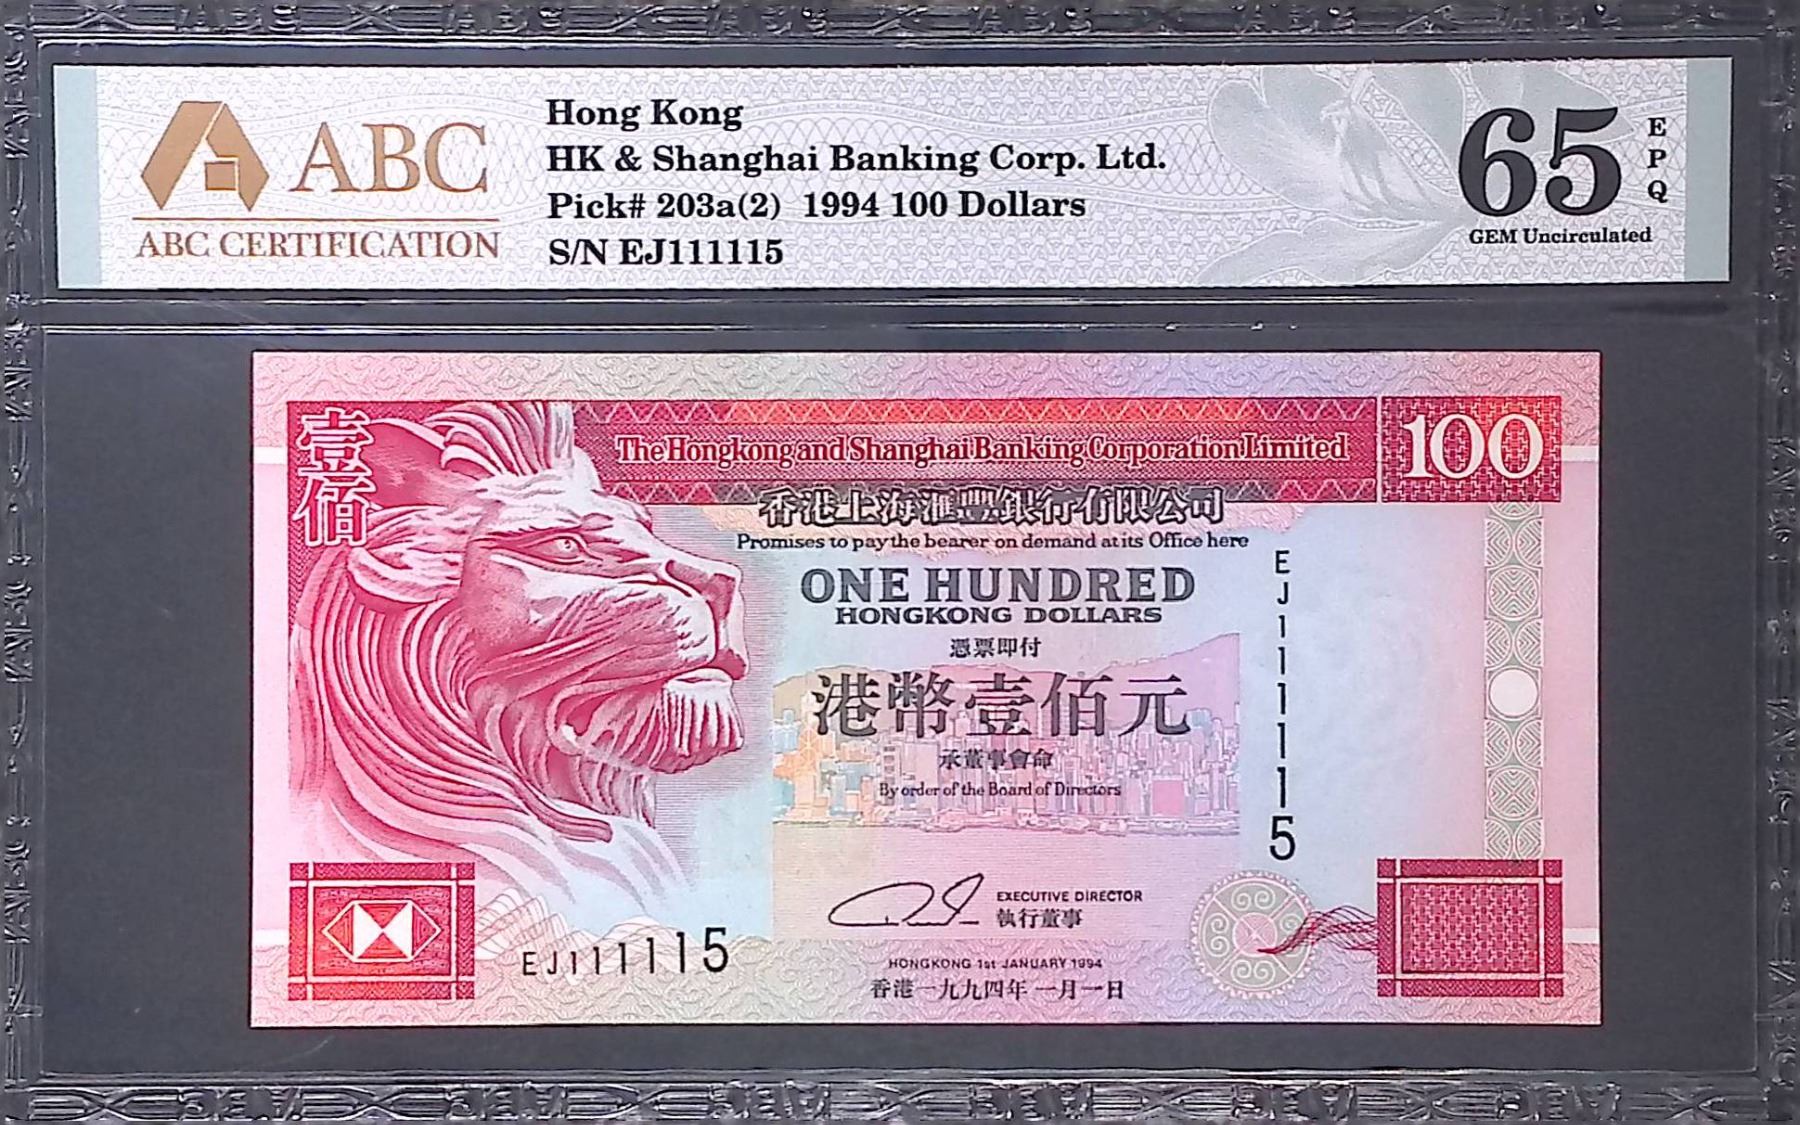 ABC
ABC CERTIFICATION
Hong Kong
HK & Shanghai Banking Corp. Ltd.
Pick# 203a(2) 1994 100 Dollars
S/N EJ111115
65
EPQ
GEM Uncirculated
壹佰
The Hongkong and Shanghai Banking Corporation Limited
100
香港上海滙豐銀行有限公司
Promises to pay the bearer on demand at its Office here
ONE HUNDRED
HONGKONG DOLLARS
憑票即付
港幣壹佰元
承董事會命
By order of the Board of Directors
EJ111115
EXECUTIVE DIRECTOR
執行董事
EJ111115
HONGKONG 1st JANUARY 1994
香港一九九四年一月一日